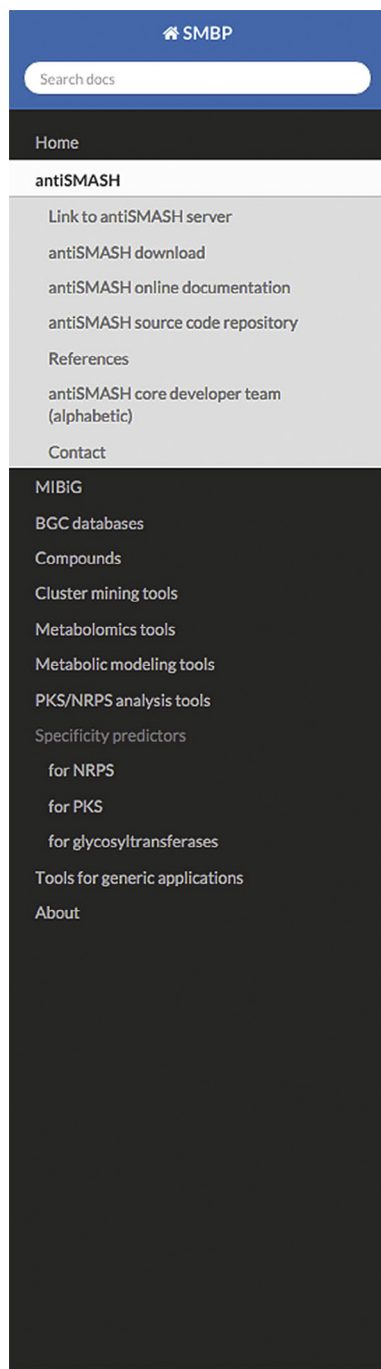 SMBP
Search docs
Home
antiSMASH
Link to antiSMASH server
antiSMASH download
antiSMASH online documentation
antiSMASH source code repository
References
antiSMASH core developer team
(alphabetic)
Contact
MIBiG
BGC databases
Compounds
Cluster mining tools
Metabolomics tools
Metabolic modeling tools
PKS/NRPS analysis tools
Specificity predictors
for NRPS
for PKS
for glycosyltransferases
Tools for generic applications
About